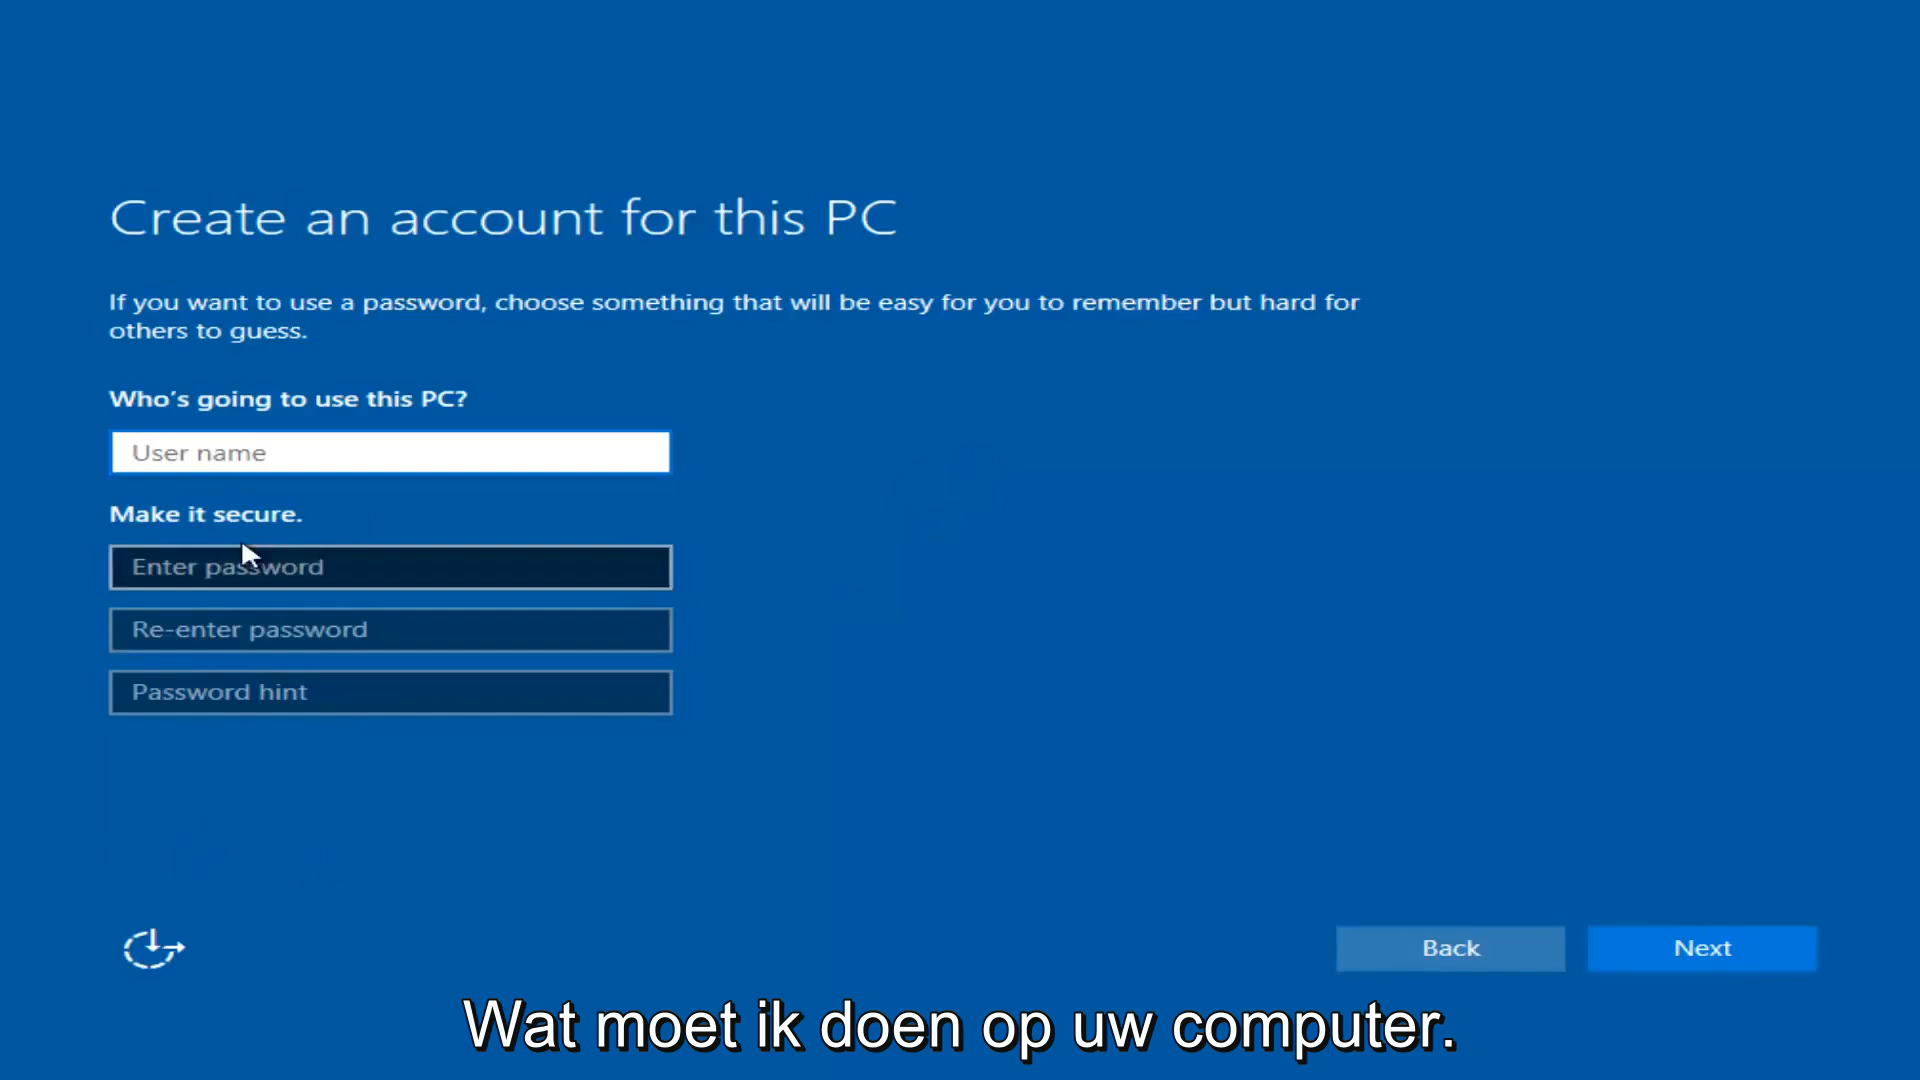 Create an account for this PC
If you want to use a password, choose something that will be easy for you to remember but hard for
others to guess.
Who's going to use this PC?
User name
Make it secure.
Enter password
Re-enter password
Password hint
Back
Next
Wat moet ik doen op uw computer.